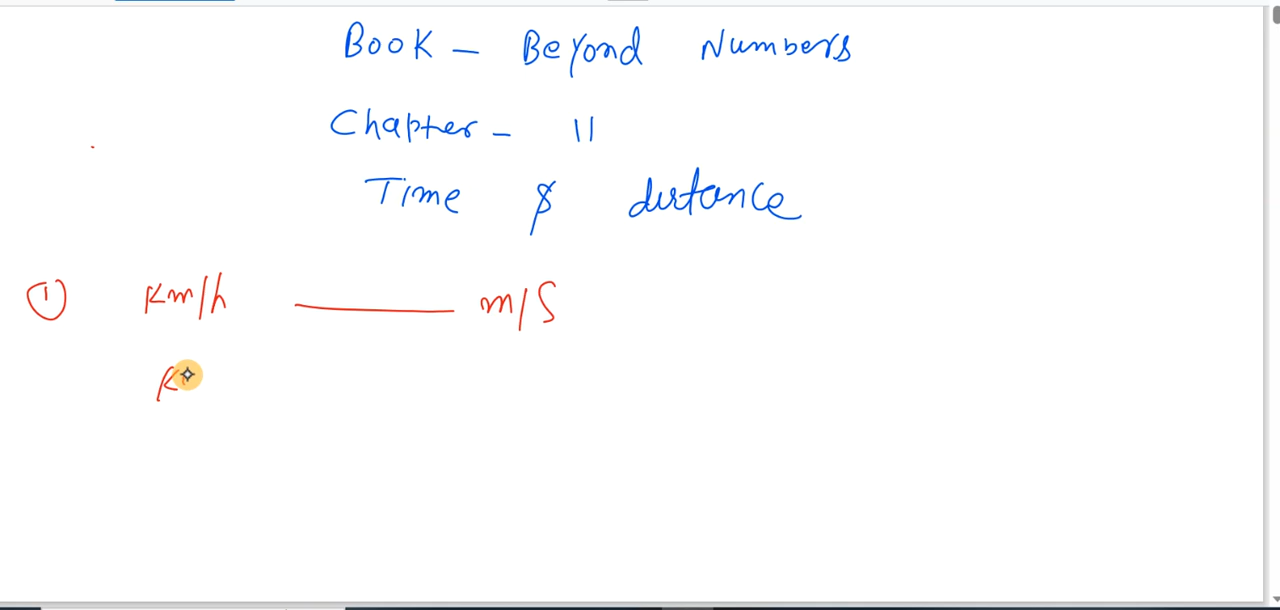 Book - Beyond Numbers
Chapter - 11
Time & distance
① Km/h — m/s
K